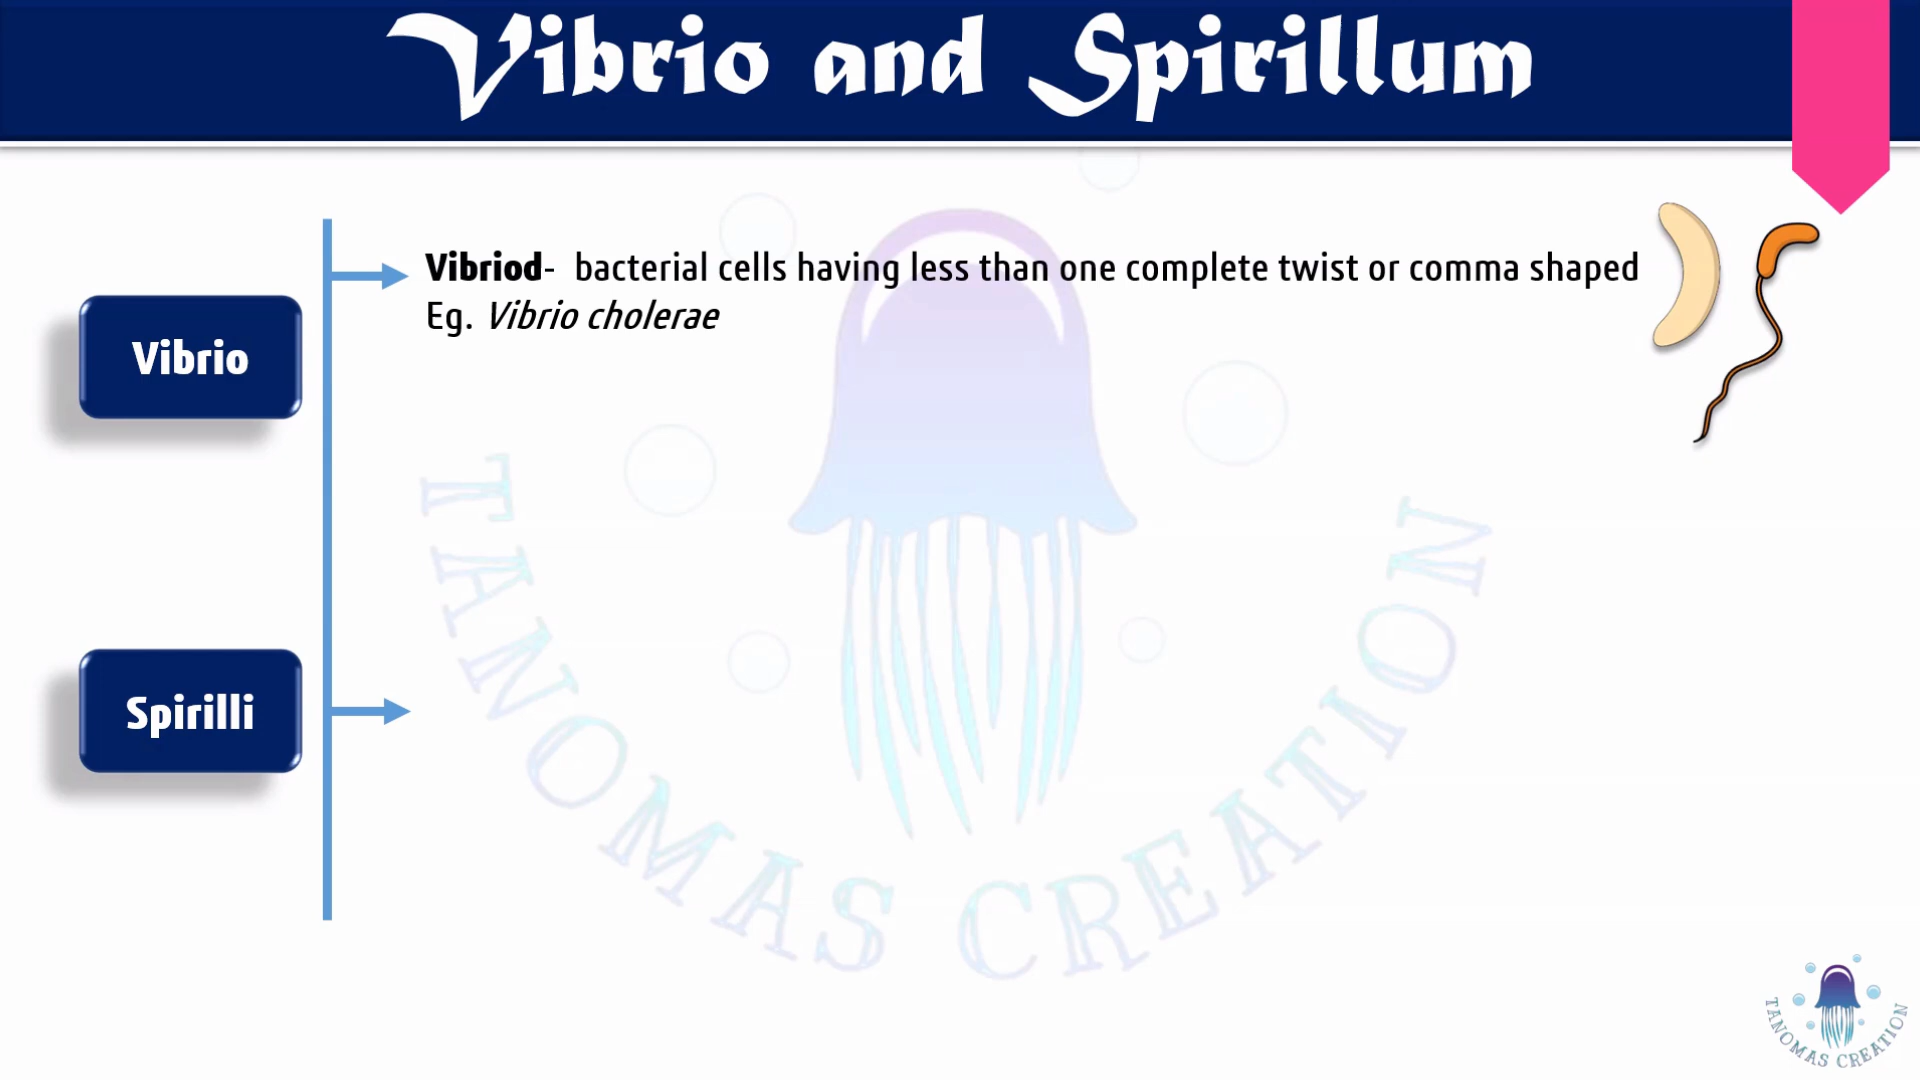 Vibrio and Spirillum
Vibriod- bacterial cells having less than one complete twist or comma shaped
Eg. Vibrio cholerae
Vibrio
Spirilli
TANOMAS CREATION
TANOMAS CREATION